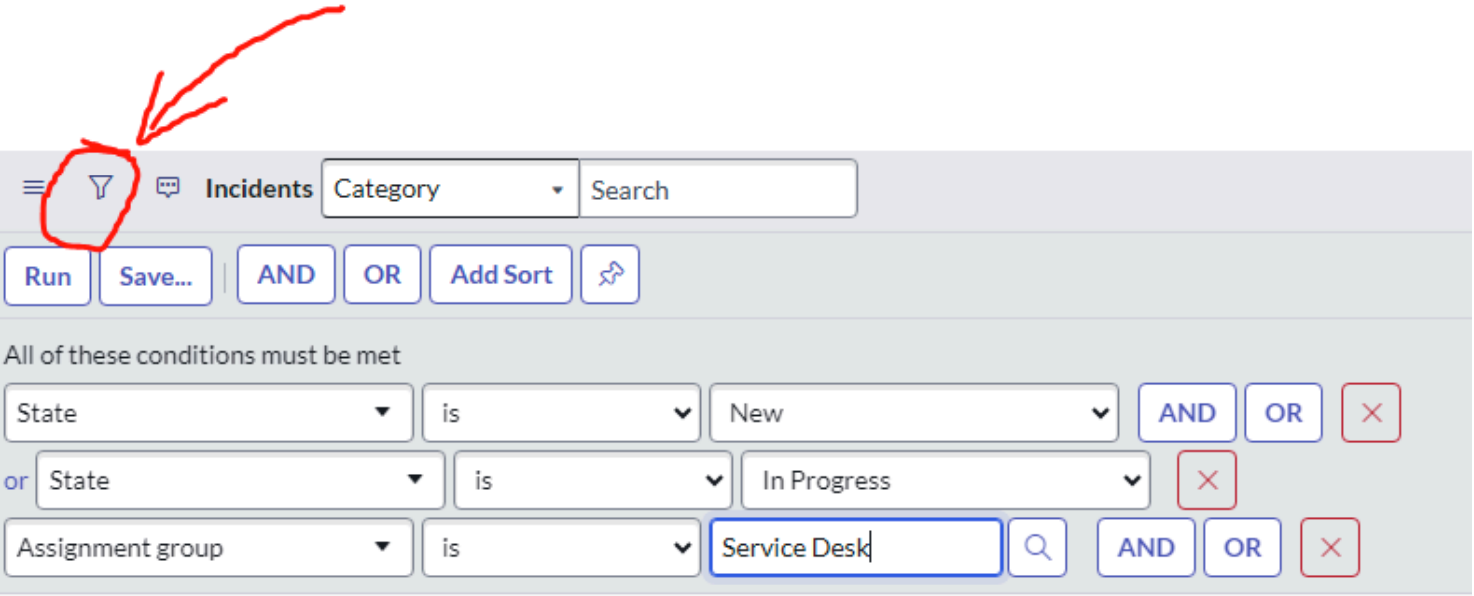 Incidents Category Search
Run Save... AND OR Add Sort
All of these conditions must be met
State is New AND OR
or State is In Progress
Assignment group is Service Desk AND OR